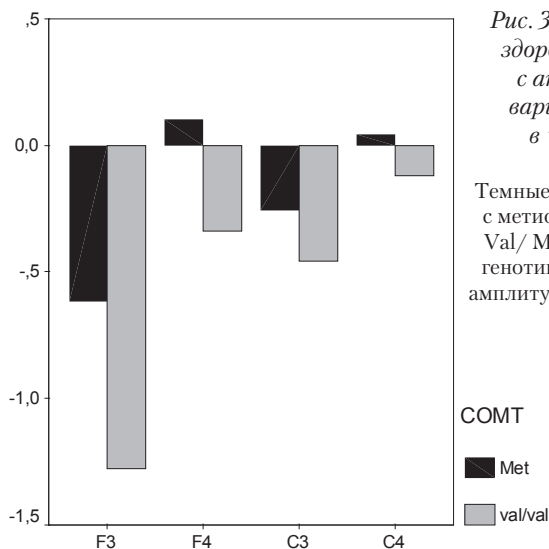 ,5
0,0
-,5
-1,0
-1,5
F3 F4 C3 C4
Рис. 3
здоро
с
вари
в
Темные
с метио
Val/ М
генотип
амплиту
COMT
Met
val/val